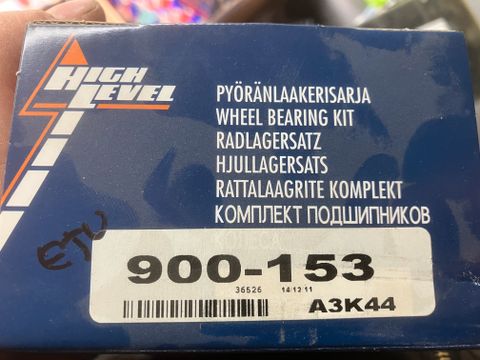 HIGH
LEVEL
PYÖRÄNLAAKERISARJA
WHEEL BEARING KIT
RADLAGERSATZ
HJULLAGERSATS
RATTALAAGRITE KOMPLEKT
КОМПЛЕКТ ПОДШИПНИКОВ
КОЛЕСА
ETU
900-153
36526 14/12/11
A3K44